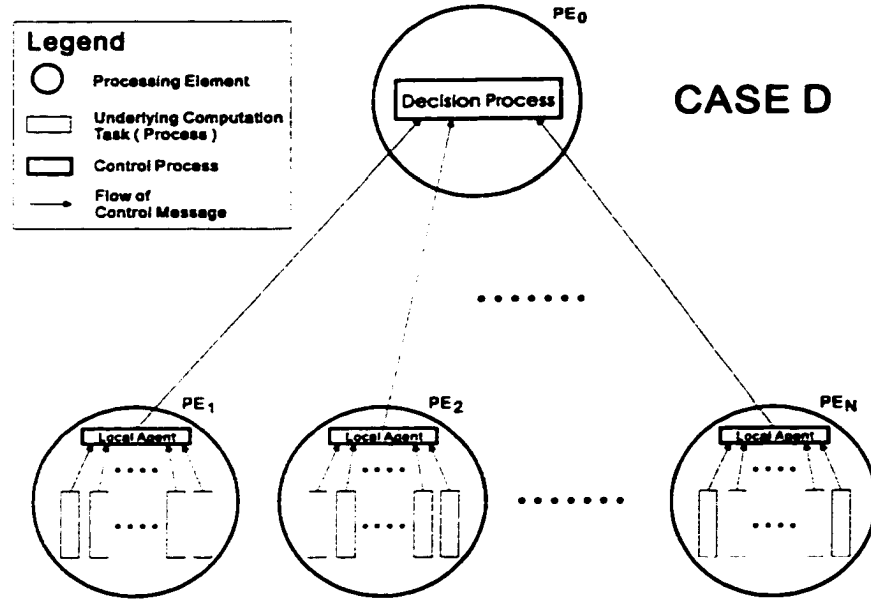 Legend
Processing Element
Underlying Computation
Task ( Process )
Control Process
Flow of
Control Message
PE0
Decision Process
CASE D
PE1
Local Agent
PE2
Local Agent
PEN
Local Agent